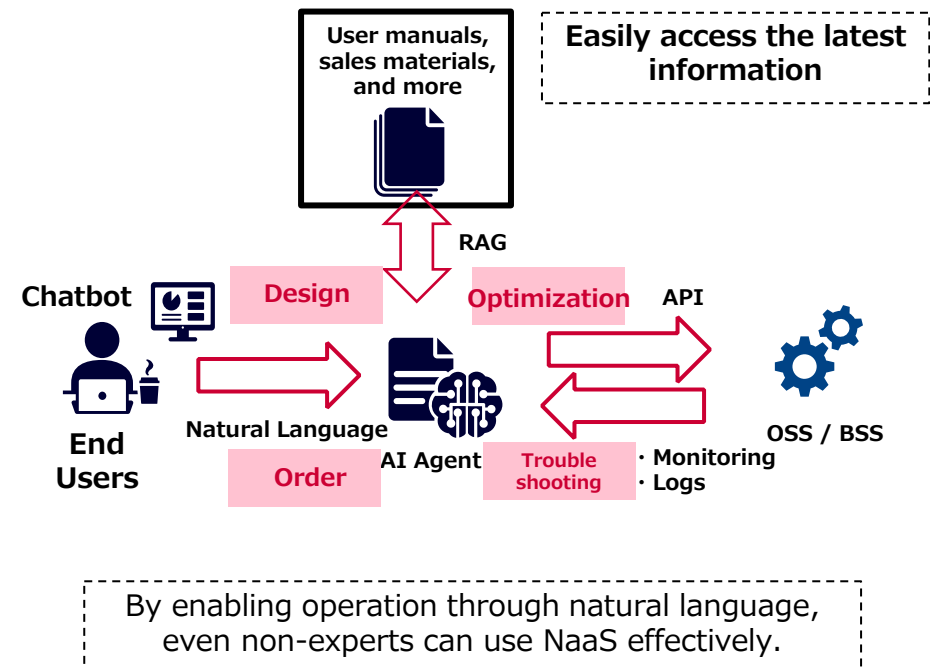 User manuals,
sales materials,
and more
Easily access the latest
information
RAG
Chatbot
Design
Optimization
API
Natural Language
End
Users
Order
AI Agent
Trouble
shooting
・Monitoring
・Logs
OSS / BSS
By enabling operation through natural language,
even non-experts can use NaaS effectively.